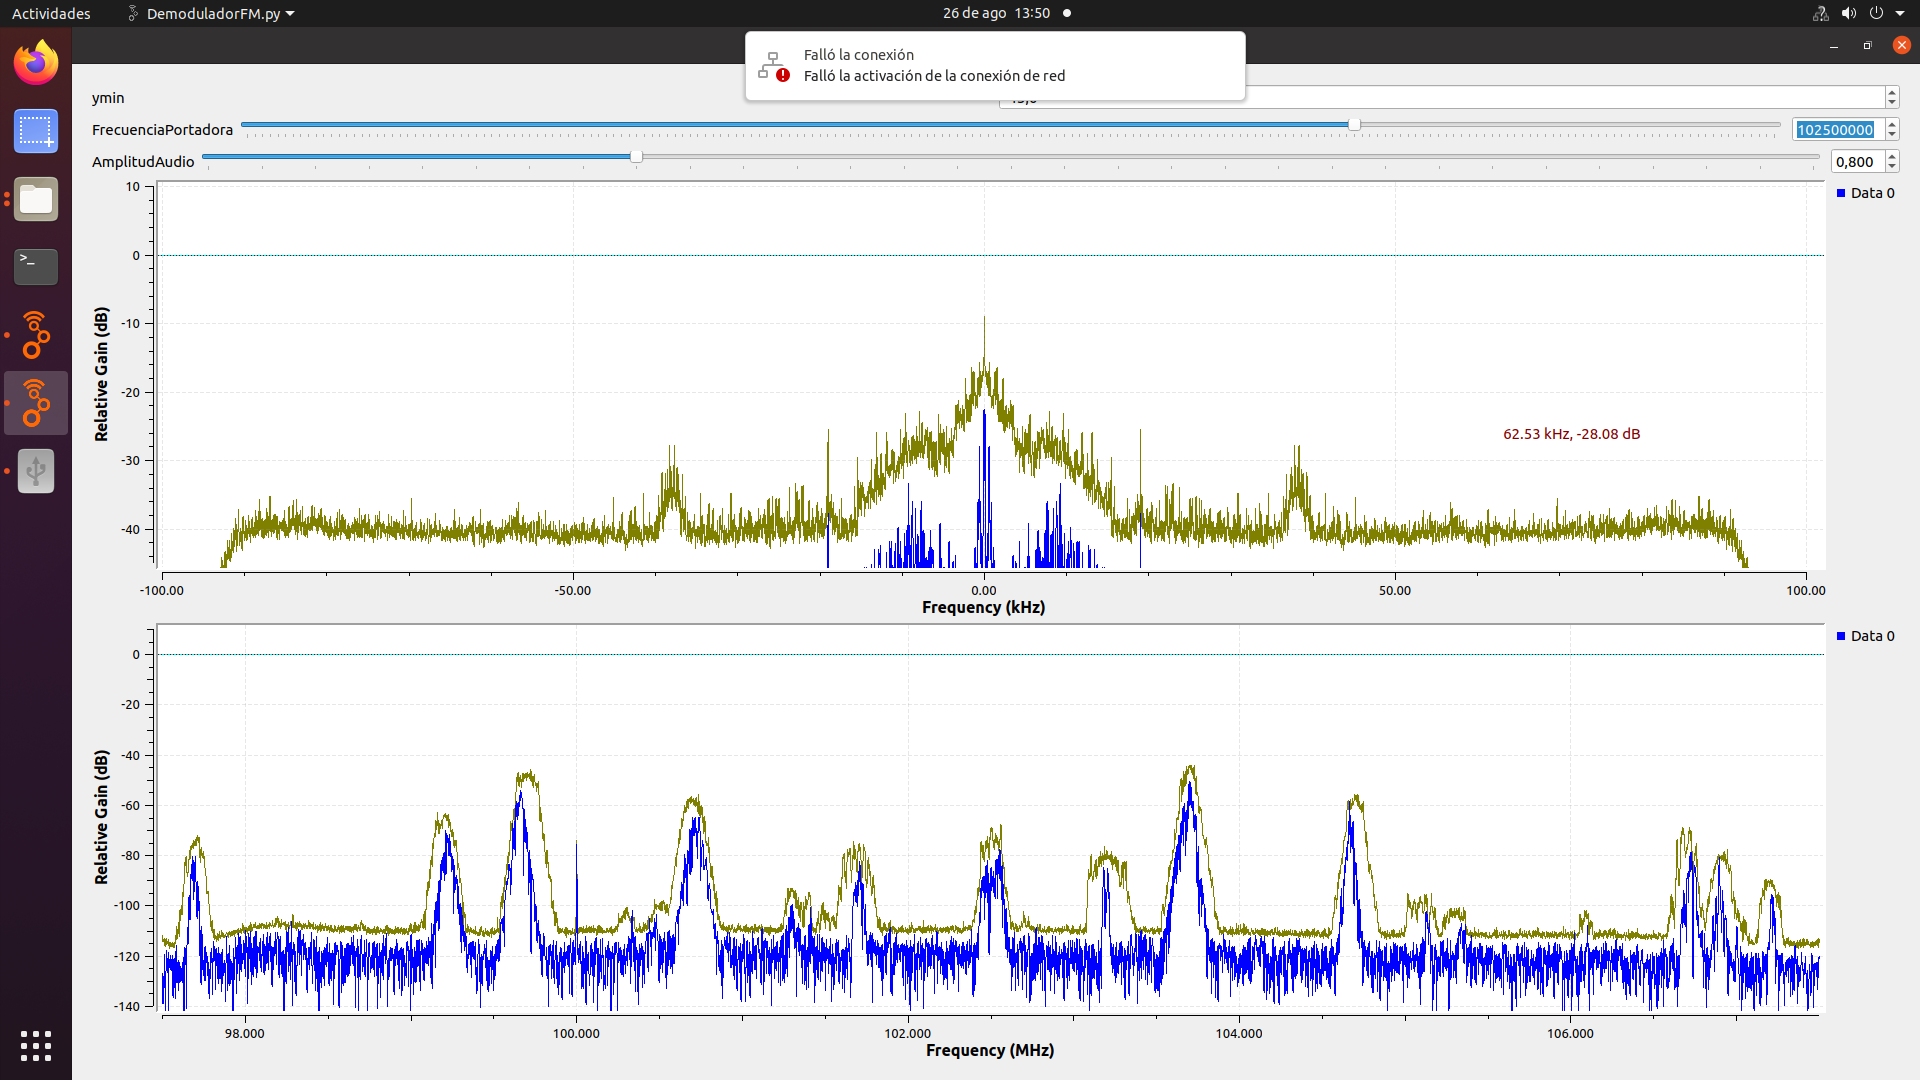 Actividades
DemoduladorFM.py
26 de ago 13:50
Falló la conexión
Falló la activación de la conexión de red
ymin
FrecuenciaPortadora
102500000
AmplitudAudio
0,800
Data 0
10
0
-10
-20
-30
-40
Relative Gain (dB)
62.53 kHz, -28.08 dB
-100.00
-50.00
0.00
50.00
100.00
Frequency (kHz)
Data 0
0
-20
-40
-60
-80
-100
-120
-140
Relative Gain (dB)
98.000
100.000
102.000
104.000
106.000
Frequency (MHz)